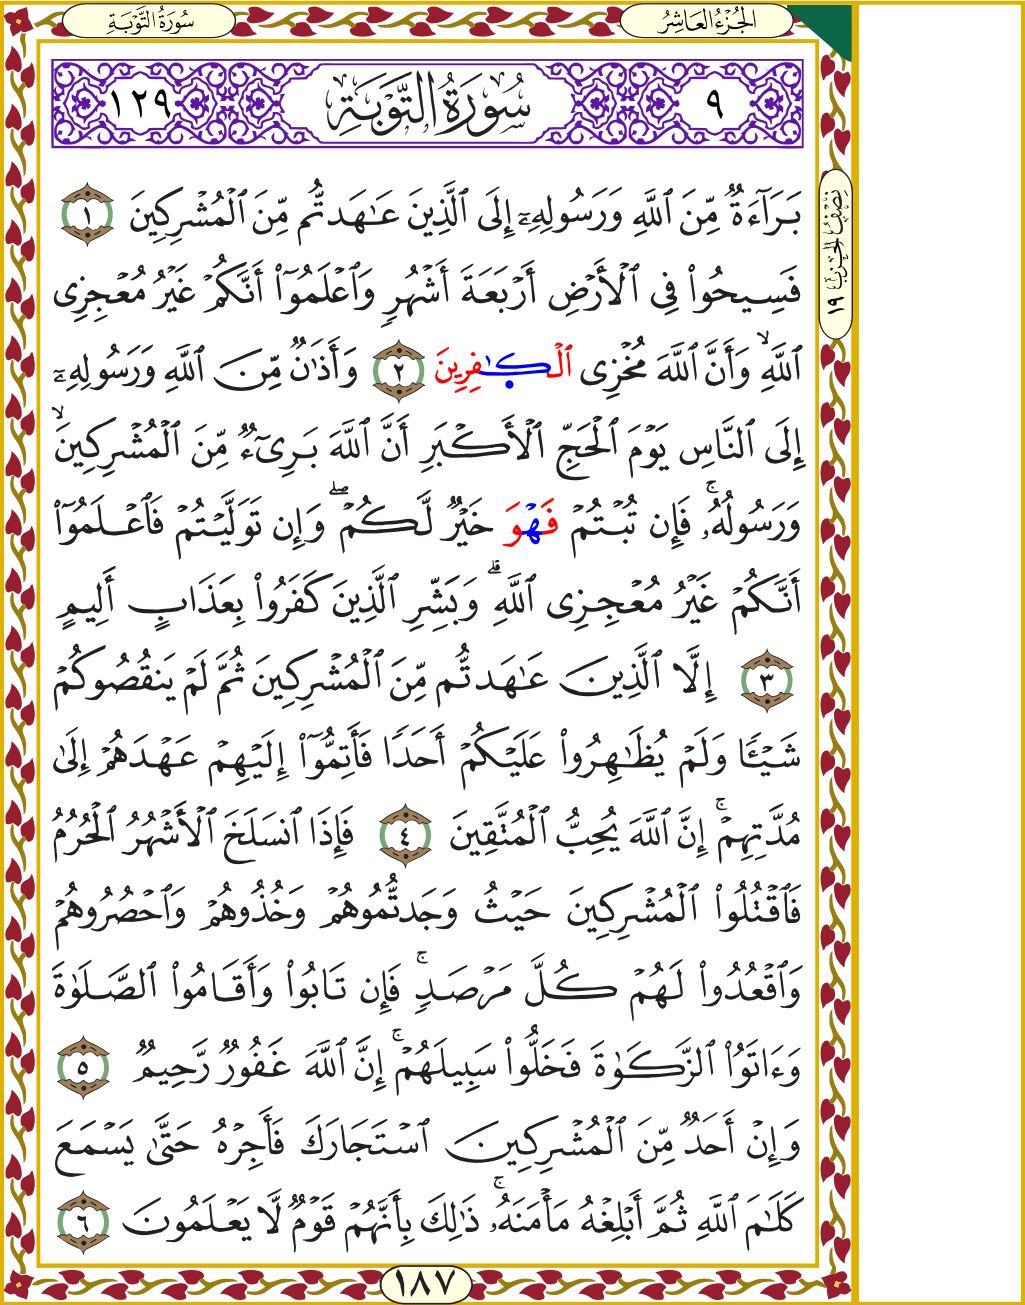 سُورَةُ التَّوْبَةِ
الجُزْءُ العَاشِرُ
٩ سُورَةُ التَّوْبَةِ ١٢٩
نِصْفُ الحِزْبِ ١٩
بَرَآءَةٌ مِّنَ ٱللَّهِ وَرَسُولِهِۦٓ إِلَى ٱلَّذِينَ عَـٰهَدتُّم مِّنَ ٱلْمُشْرِكِينَ ١
فَسِيحُوا۟ فِى ٱلْأَرْضِ أَرْبَعَةَ أَشْهُرٍ وَٱعْلَمُوٓا۟ أَنَّكُمْ غَيْرُ مُعْجِزِى
ٱللَّهِ ۙ وَأَنَّ ٱللَّهَ مُخْزِى ٱلْكَـٰفِرِينَ ٢ وَأَذَٰنٌ مِّنَ ٱللَّهِ وَرَسُولِهِۦٓ
إِلَى ٱلنَّاسِ يَوْمَ ٱلْحَجِّ ٱلْأَكْبَرِ أَنَّ ٱللَّهَ بَرِىٓءٌ مِّنَ ٱلْمُشْرِكِينَ ۙ
وَرَسُولُهُۥ ۚ فَإِن تُبْتُمْ فَهْوَ خَيْرٌ لَّكُمْ ۖ وَإِن تَوَلَّيْتُمْ فَٱعْلَمُوٓا۟
أَنَّكُمْ غَيْرُ مُعْجِزِى ٱللَّهِ ۗ وَبَشِّرِ ٱلَّذِينَ كَفَرُوا۟ بِعَذَابٍ أَلِيمٍ
٣ إِلَّا ٱلَّذِينَ عَـٰهَدتُّم مِّنَ ٱلْمُشْرِكِينَ ثُمَّ لَمْ يَنقُصُوكُمْ
شَيْـًٔا وَلَمْ يُظَـٰهِرُوا۟ عَلَيْكُمْ أَحَدًا فَأَتِمُّوٓا۟ إِلَيْهِمْ عَهْدَهُمْ إِلَىٰ
مُدَّتِهِمْ ۚ إِنَّ ٱللَّهَ يُحِبُّ ٱلْمُتَّقِينَ ٤ فَإِذَا ٱنسَلَخَ ٱلْأَشْهُرُ ٱلْحُرُمُ
فَٱقْتُلُوا۟ ٱلْمُشْرِكِينَ حَيْثُ وَجَدتُّمُوهُمْ وَخُذُوهُمْ وَٱحْصُرُوهُمْ
وَٱقْعُدُوا۟ لَهُمْ كُلَّ مَرْصَدٍ ۚ فَإِن تَابُوا۟ وَأَقَامُوا۟ ٱلصَّلَوٰةَ
وَءَاتَوُا۟ ٱلزَّكَوٰةَ فَخَلُّوا۟ سَبِيلَهُمْ ۚ إِنَّ ٱللَّهَ غَفُورٌ رَّحِيمٌ ٥
وَإِنْ أَحَدٌ مِّنَ ٱلْمُشْرِكِينَ ٱسْتَجَارَكَ فَأَجِرْهُ حَتَّىٰ يَسْمَعَ
كَلَـٰمَ ٱللَّهِ ثُمَّ أَبْلِغْهُ مَأْمَنَهُۥ ۚ ذَٰلِكَ بِأَنَّهُمْ قَوْمٌ لَّا يَعْلَمُونَ ٦
١٨٧